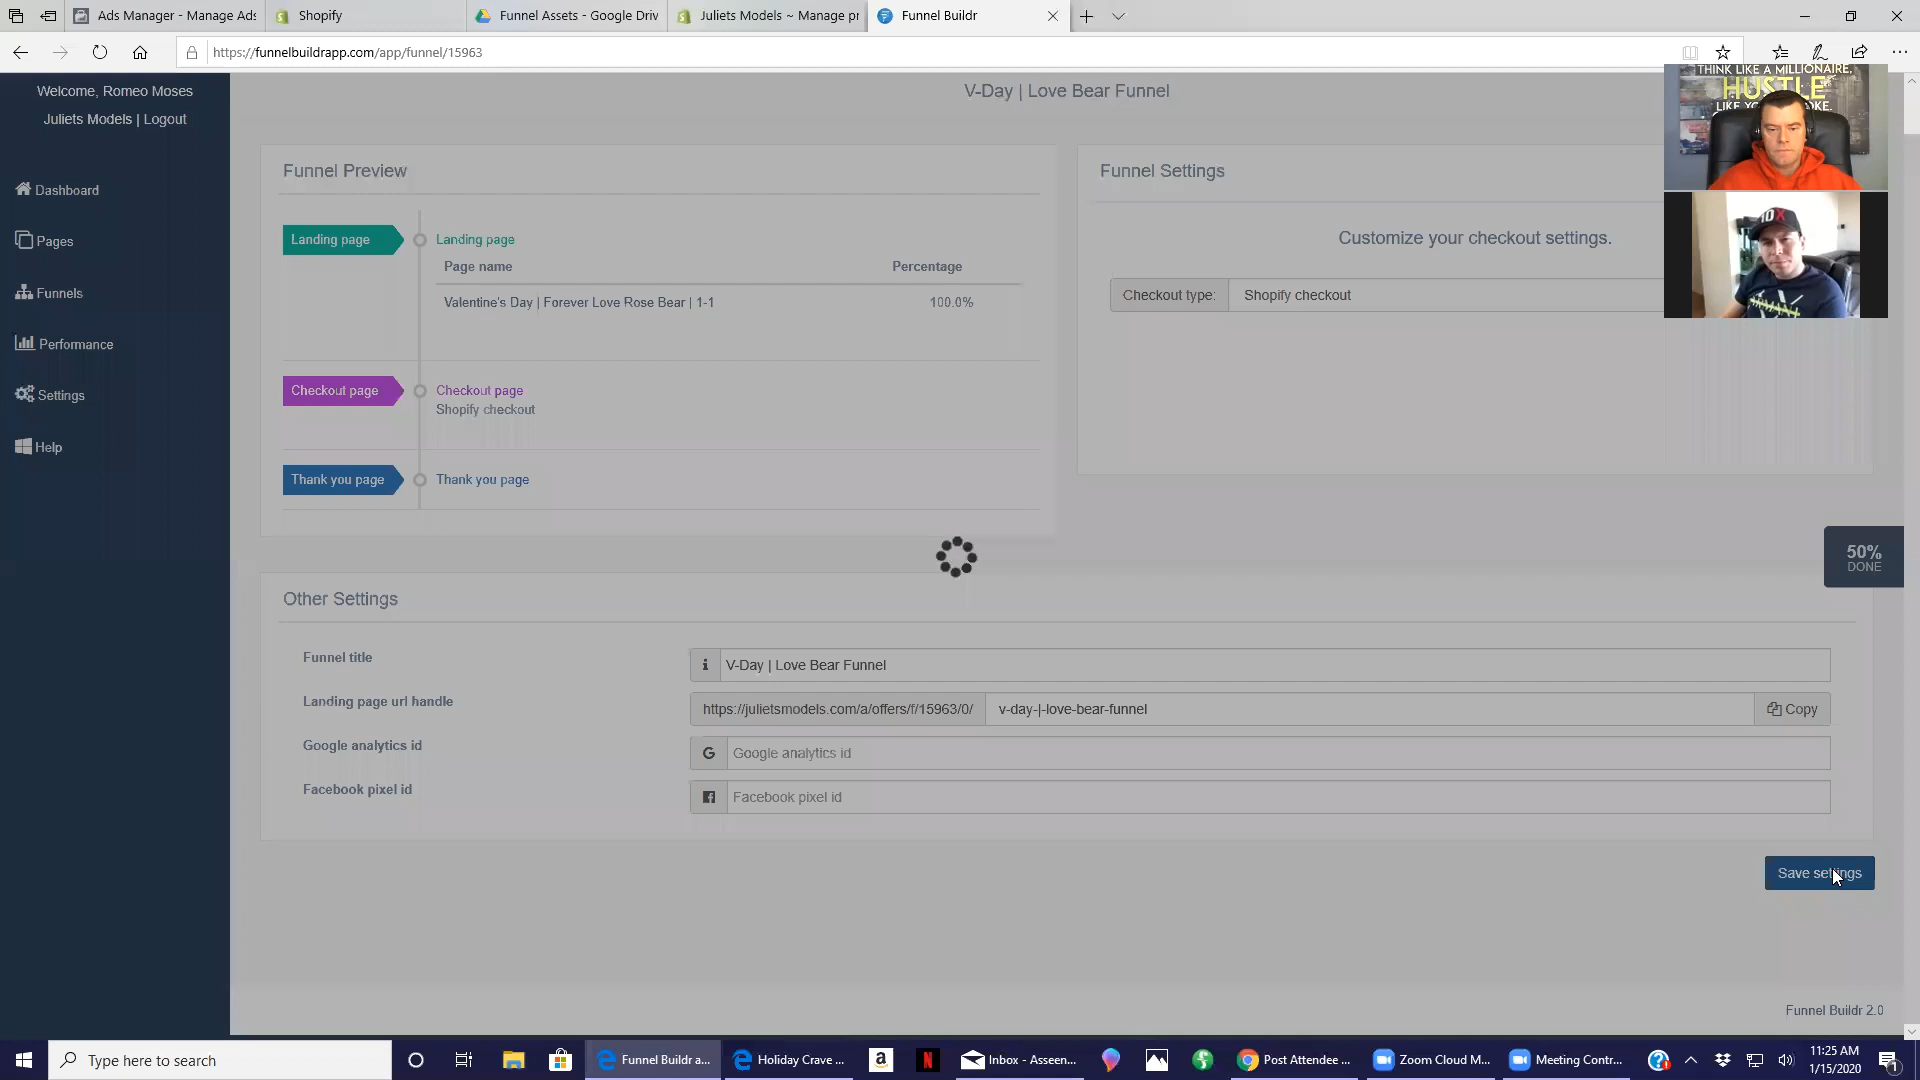 Ads Manager - Manage Ads
Shopify
Funnel Assets - Google Driv
Juliets Models ~ Manage pr
Funnel Buildr
https://funnelbuildrapp.com/app/funnel/15963
Welcome, Romeo Moses
Juliets Models | Logout
Dashboard
Pages
Funnels
Performance
Settings
Help
V-Day | Love Bear Funnel
Funnel Preview
Landing page
Landing page
Page name Percentage
Valentine's Day | Forever Love Rose Bear | 1-1 100.0%
Checkout page
Checkout page
Shopify checkout
Thank you page
Thank you page
Funnel Settings
Customize your checkout settings.
Checkout type: Shopify checkout
THINK LIKE A MILLIONAIRE,
HUSTLE
50%
DONE
Other Settings
Funnel title
V-Day | Love Bear Funnel
Landing page url handle
https://julietsmodels.com/a/offers/f/15963/0/ v-day-|-love-bear-funnel Copy
Google analytics id
Google analytics id
Facebook pixel id
Facebook pixel id
Save settings
Funnel Buildr 2.0
Type here to search
Funnel Buildr a...
Holiday Crave ...
Inbox - Asseen...
Post Attendee ...
Zoom Cloud M...
Meeting Contr...
11:25 AM
1/15/2020